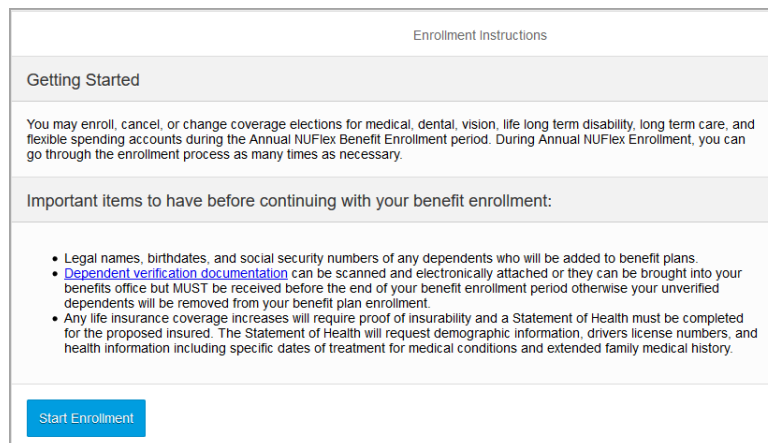 Enrollment Instructions
Getting Started
You may enroll, cancel, or change coverage elections for medical, dental, vision, life long term disability, long term care, and
flexible spending accounts during the Annual NUFlex Benefit Enrollment period. During Annual NUFlex Enrollment, you can
go through the enrollment process as many times as necessary.
Important items to have before continuing with your benefit enrollment:
• Legal names, birthdates, and social security numbers of any dependents who will be added to benefit plans.
• Dependent verification documentation can be scanned and electronically attached or they can be brought into your
benefits office but MUST be received before the end of your benefit enrollment period otherwise your unverified
dependents will be removed from your benefit plan enrollment.
• Any life insurance coverage increases will require proof of insurability and a Statement of Health must be completed
for the proposed insured. The Statement of Health will request demographic information, drivers license numbers, and
health information including specific dates of treatment for medical conditions and extended family medical history.
Start Enrollment